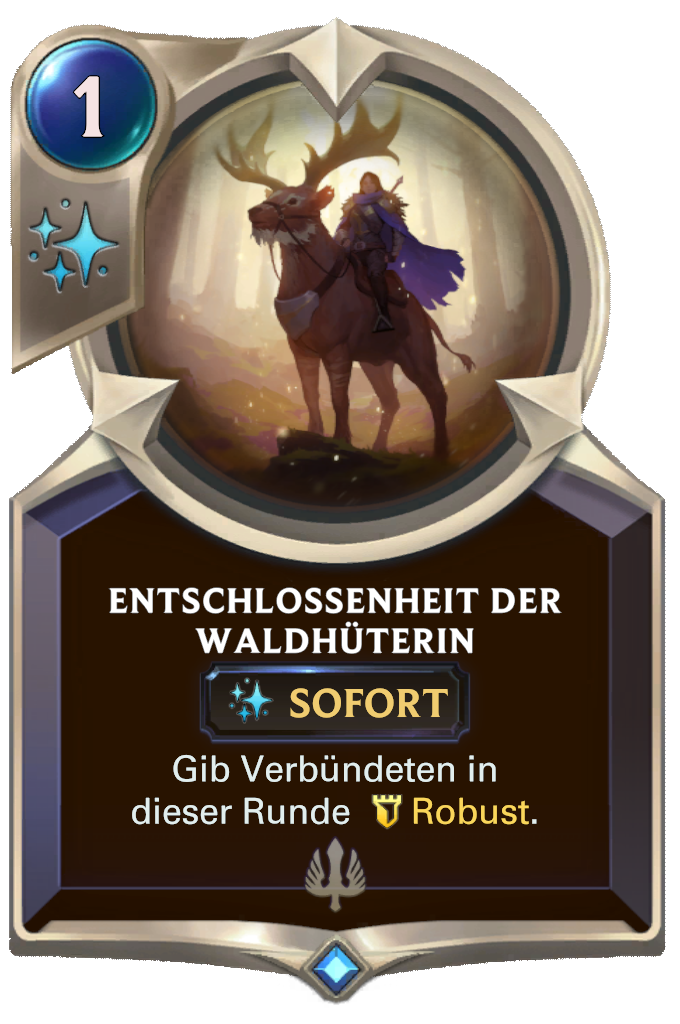 1
ENTSCHLOSSENHEIT DER
WALDHÜTERIN
SOFORT
Gib Verbündeten in
dieser Runde Robust.